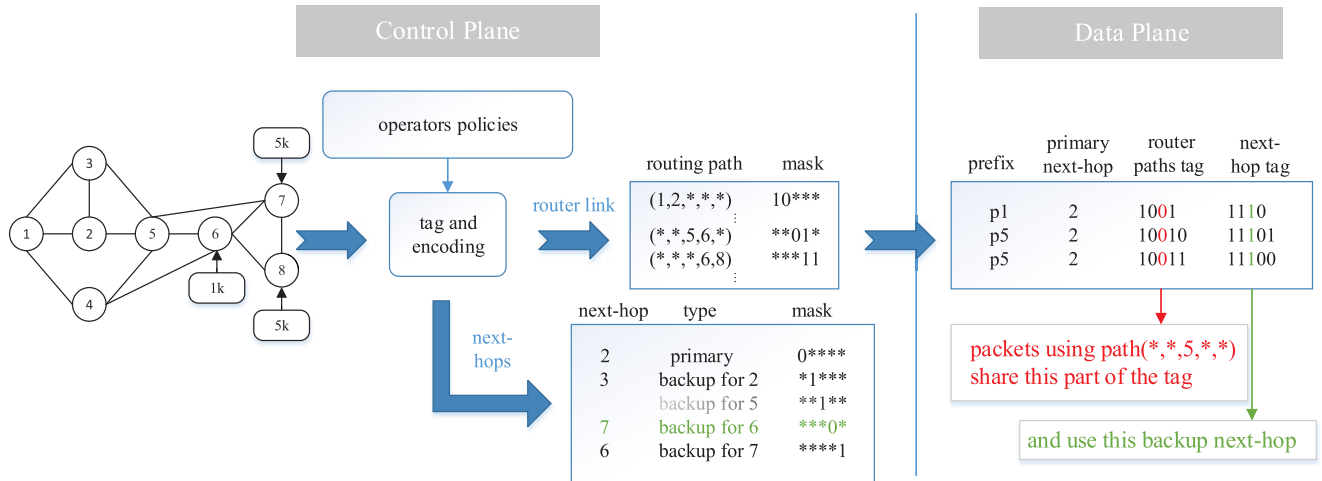 Control Plane
Data Plane
operators policies
5k
3
7
1
2
5
6
8
4
1k
5k
tag and
encoding
router link
next-
hops
routing path mask
(1,2,*,*,*) 10***
⋮
(*,*,5,6,*) **01*
(*,*,*,6,8) ***11
⋮
next-hop type mask
2 primary 0****
3 backup for 2 *1***
backup for 5 **1**
7 backup for 6 ***0*
6 backup for 7 ****1
prefix primary next-hop router paths tag next-hop tag
p1 2 1001 1110
p5 2 10010 11101
p5 2 10011 11100
packets using path(*,*,5,*,*)
share this part of the tag
and use this backup next-hop